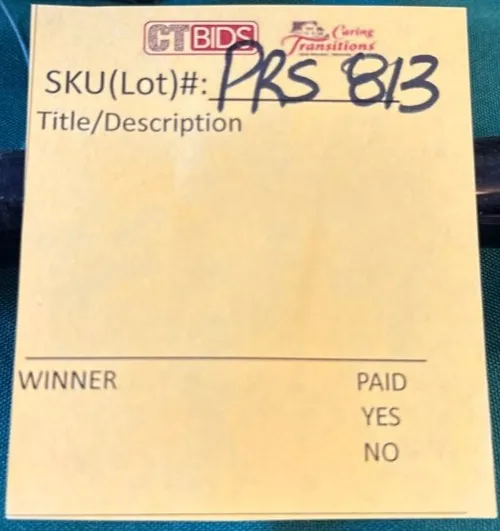 CTBIDS Caring Transitions
SKU(Lot)#: PRS 813
Title/Description
WINNER PAID
YES
NO